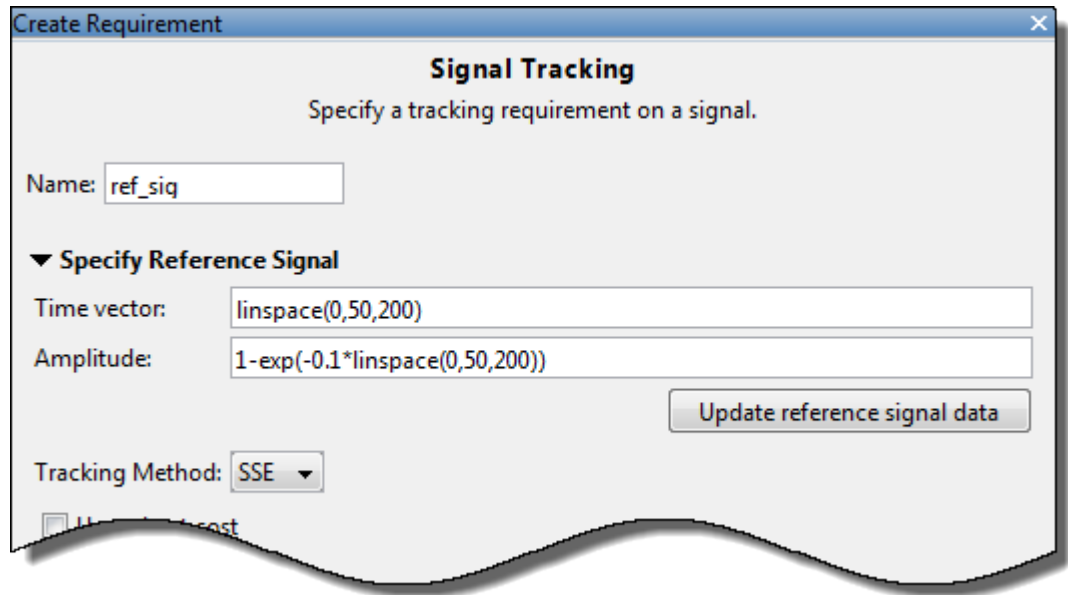 Create Requirement
Signal Tracking
Specify a tracking requirement on a signal.
Name: ref_sig
Specify Reference Signal
Time vector: linspace(0,50,200)
Amplitude: 1-exp(-0.1*linspace(0,50,200))
Update reference signal data
Tracking Method: SSE
cost